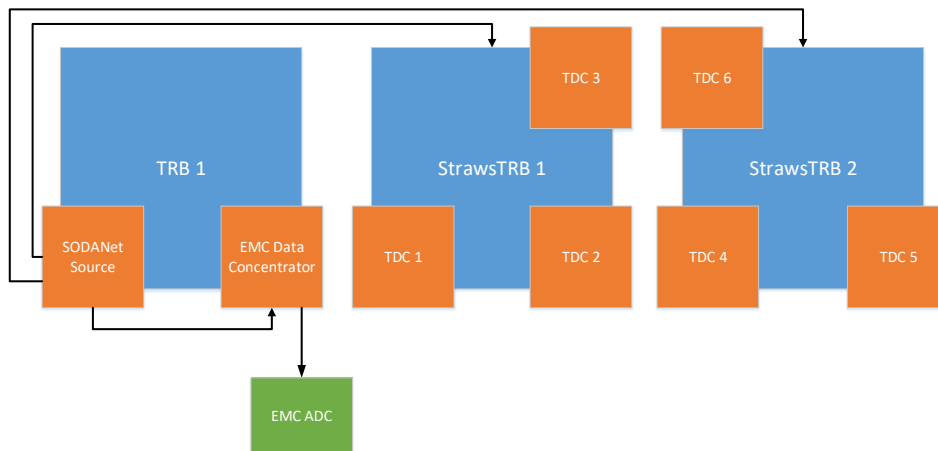 TDC 3
TDC 6
TRB 1
StrawsTRB 1
StrawsTRB 2
SODANet
Source
EMC Data
Concentrator
TDC 1
TDC 2
TDC 4
TDC 5
EMC ADC